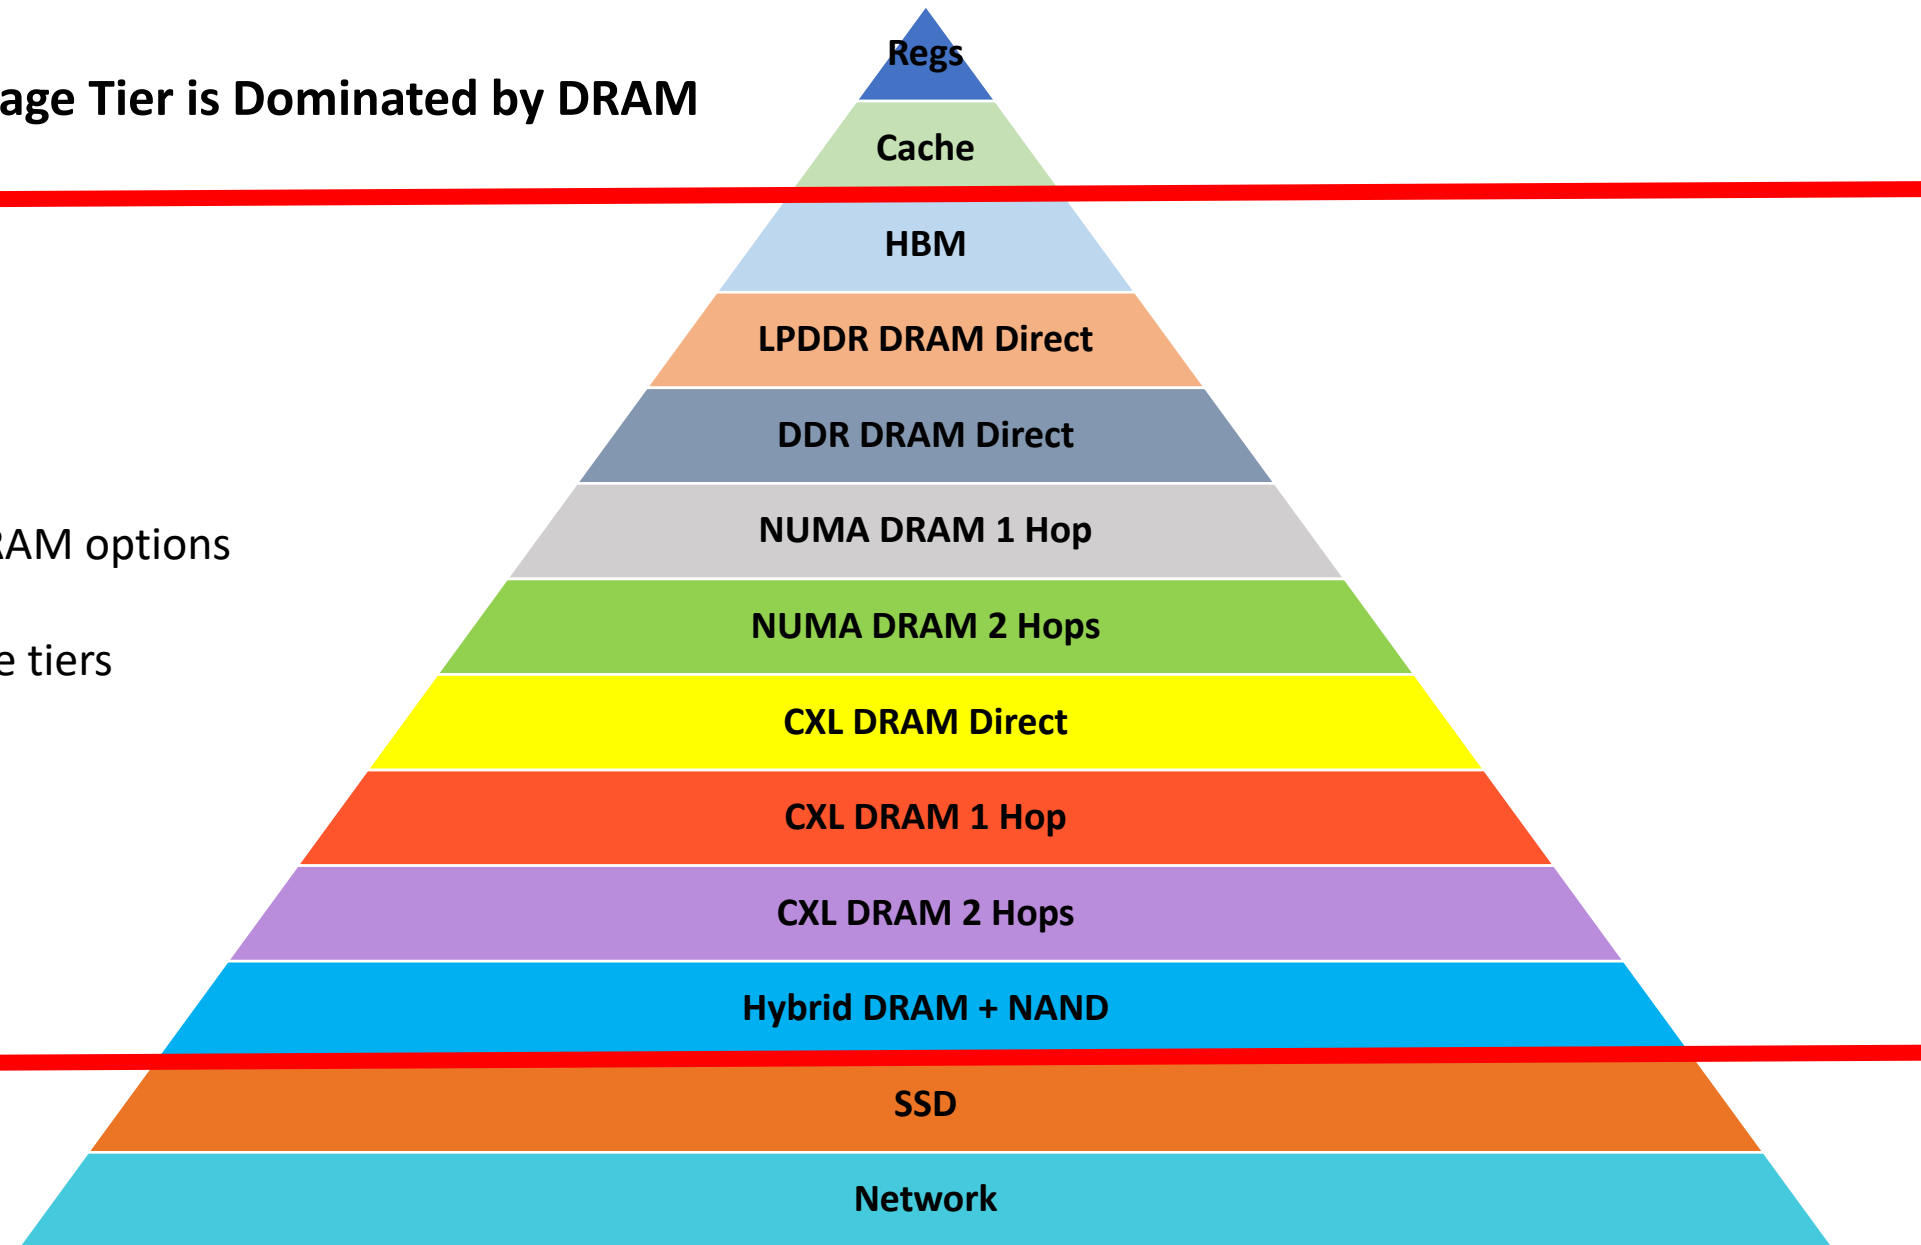 Regs
age Tier is Dominated by DRAM
Cache
HBM
LPDDR DRAM Direct
DDR DRAM Direct
NUMA DRAM 1 Hop
RAM options
NUMA DRAM 2 Hops
e tiers
CXL DRAM Direct
CXL DRAM 1 Hop
CXL DRAM 2 Hops
Hybrid DRAM + NAND
SSD
Network